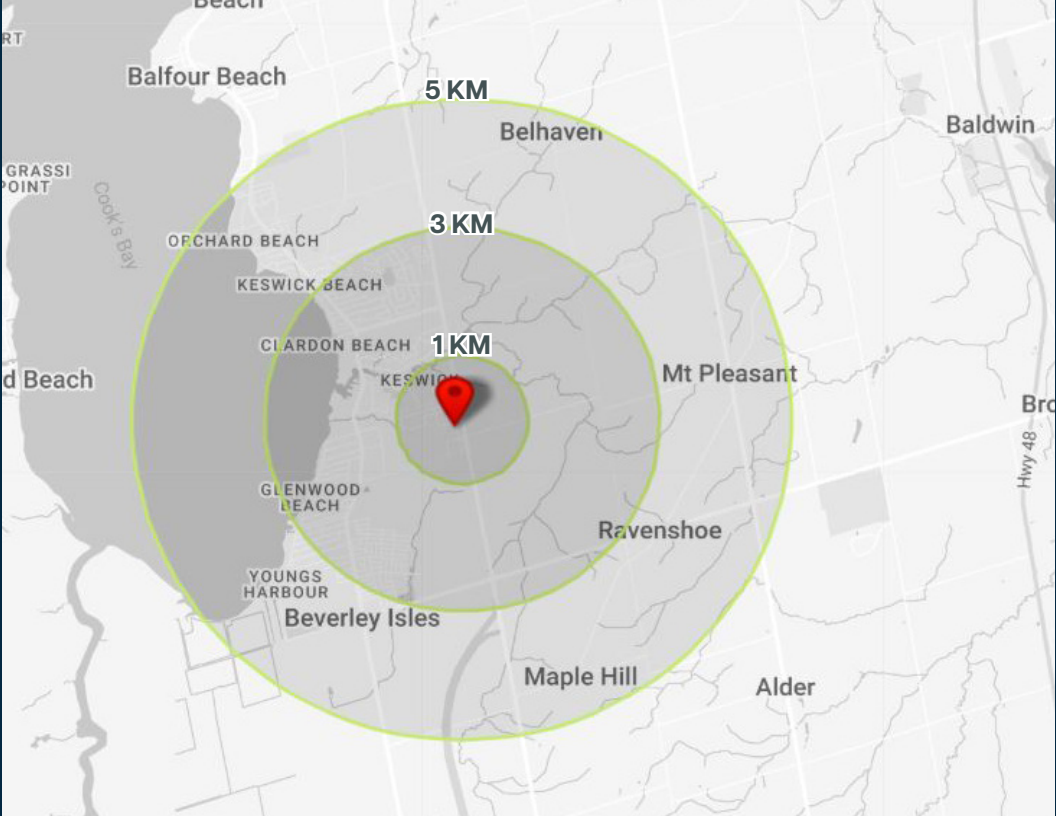 Beach
RT
Balfour Beach
5 KM
Belhaven
Baldwin
GRASSI
POINT
Cook's Bay
3 KM
ORCHARD BEACH
KESWICK BEACH
1 KM
CLARDON BEACH
KESWICK
d Beach
Mt Pleasant
Bro
Hwy 48
GLENWOOD
BEACH
Ravenshoe
YOUNGS
HARBOUR
Beverley Isles
Maple Hill
Alder